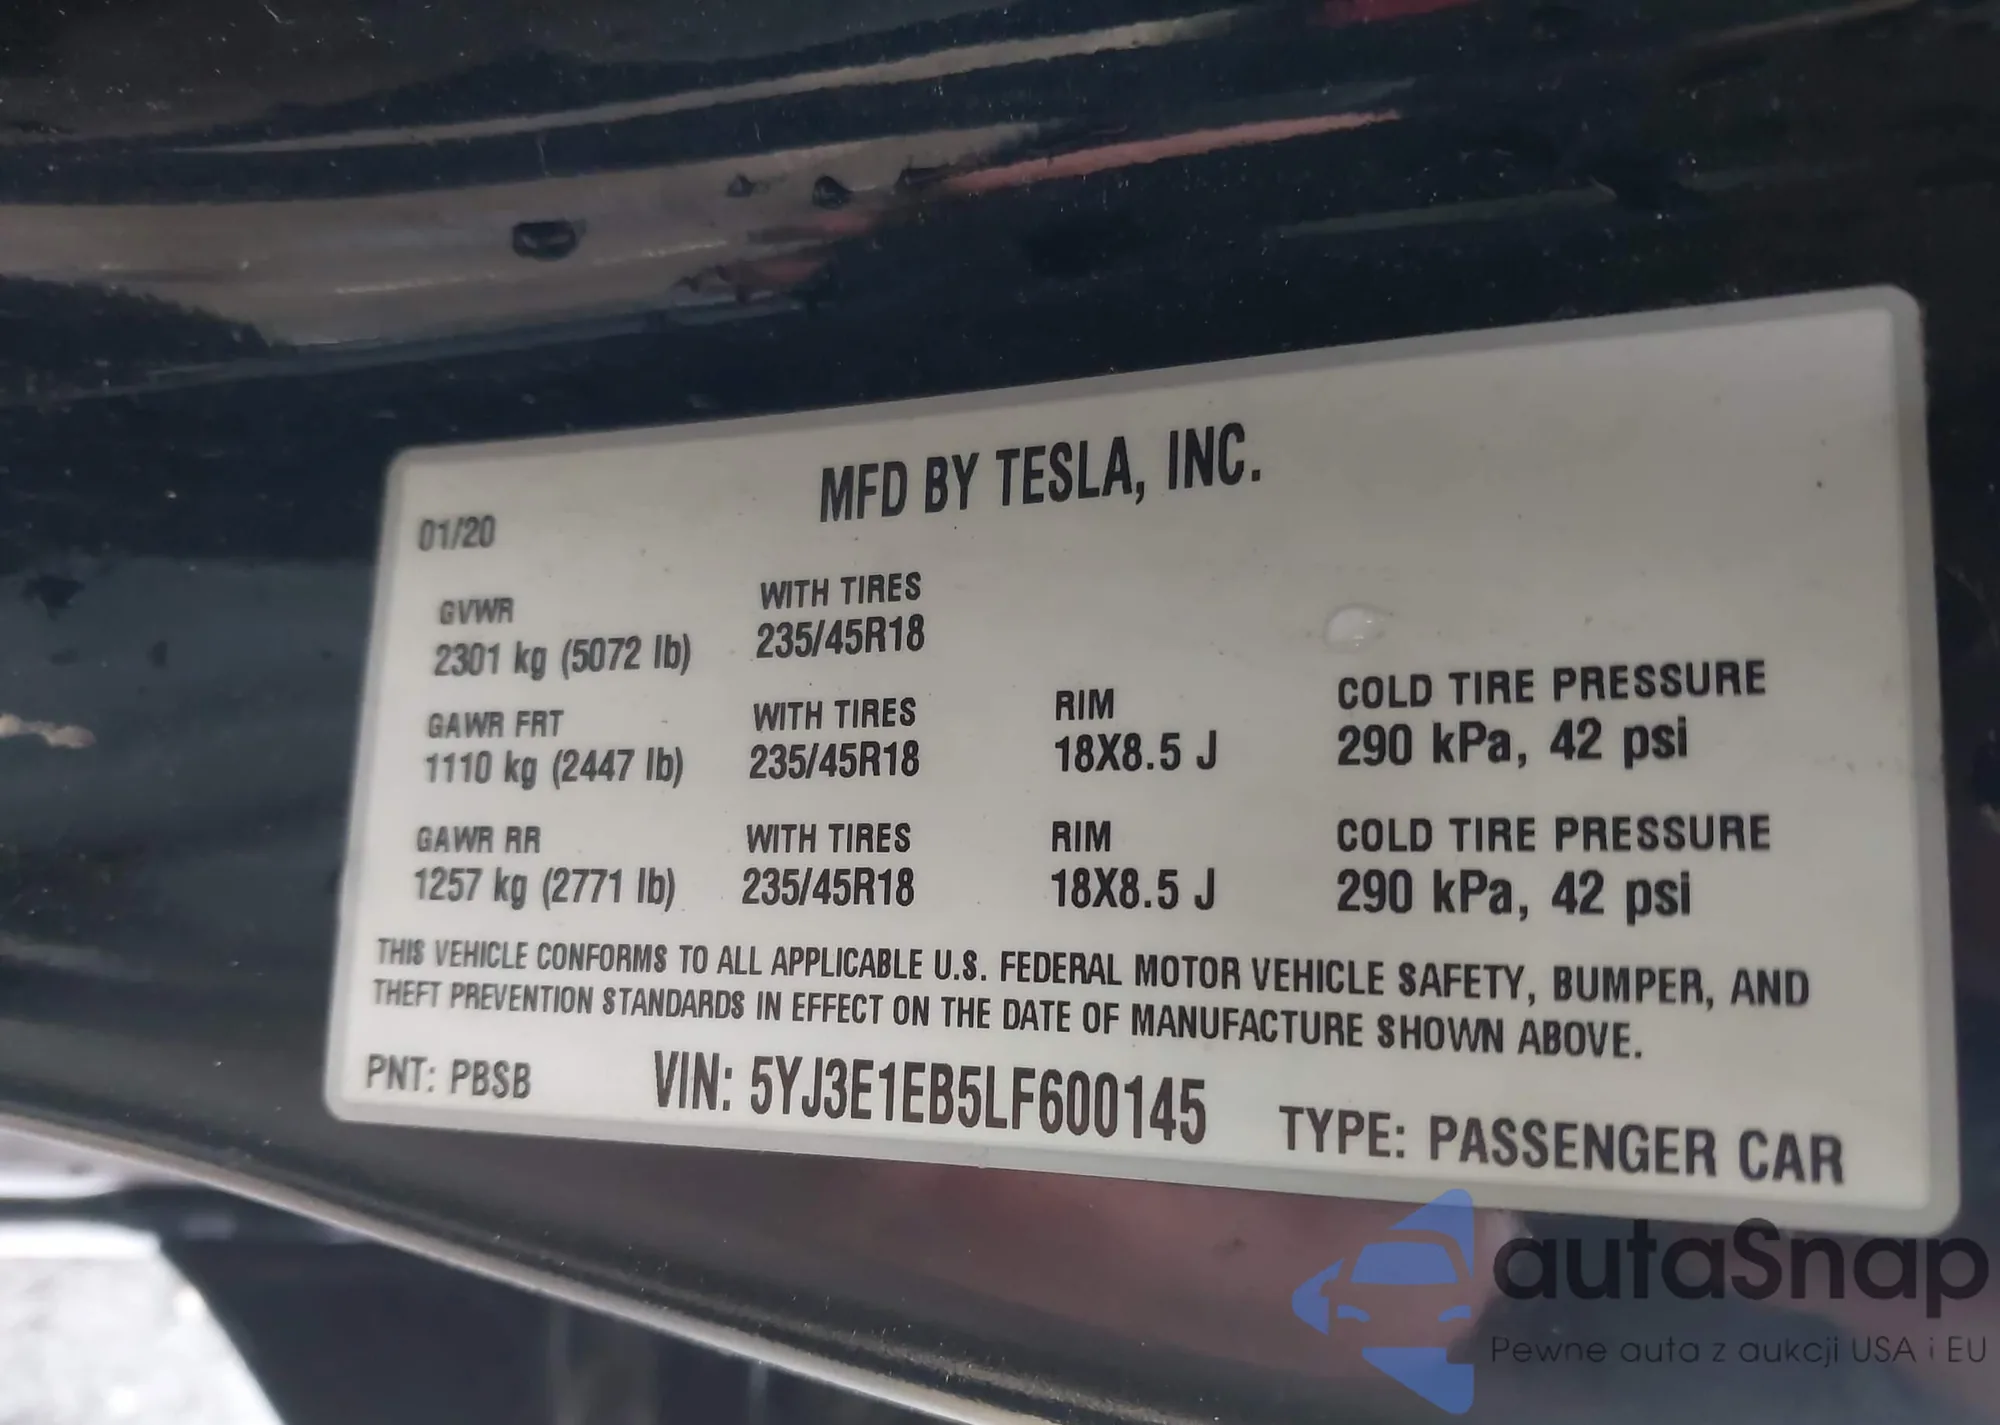 MFD BY TESLA, INC.
01/20
GVWR WITH TIRES
2301 kg (5072 lb) 235/45R18
GAWR FRT WITH TIRES RIM COLD TIRE PRESSURE
1110 kg (2447 lb) 235/45R18 18X8.5 J 290 kPa, 42 psi
GAWR RR WITH TIRES RIM COLD TIRE PRESSURE
1257 kg (2771 lb) 235/45R18 18X8.5 J 290 kPa, 42 psi
THIS VEHICLE CONFORMS TO ALL APPLICABLE U.S. FEDERAL MOTOR VEHICLE SAFETY, BUMPER, AND
THEFT PREVENTION STANDARDS IN EFFECT ON THE DATE OF MANUFACTURE SHOWN ABOVE.
PNT: PBSB VIN: 5YJ3E1EB5LF600145 TYPE: PASSENGER CAR
autaSnap
Pewne auta z aukcji USA i EU